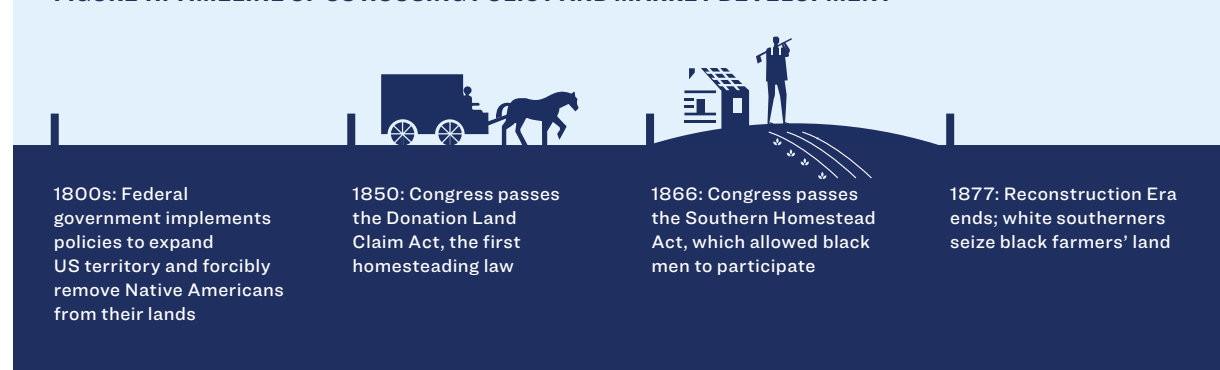 1800s: Federal
government implements
policies to expand
US territory and forcibly
remove Native Americans
from their lands
1850: Congress passes
the Donation Land
Claim Act, the first
homesteading law
1866: Congress passes
the Southern Homestead
Act, which allowed black
men to participate
1877: Reconstruction Era
ends; white southerners
seize black farmers’ land